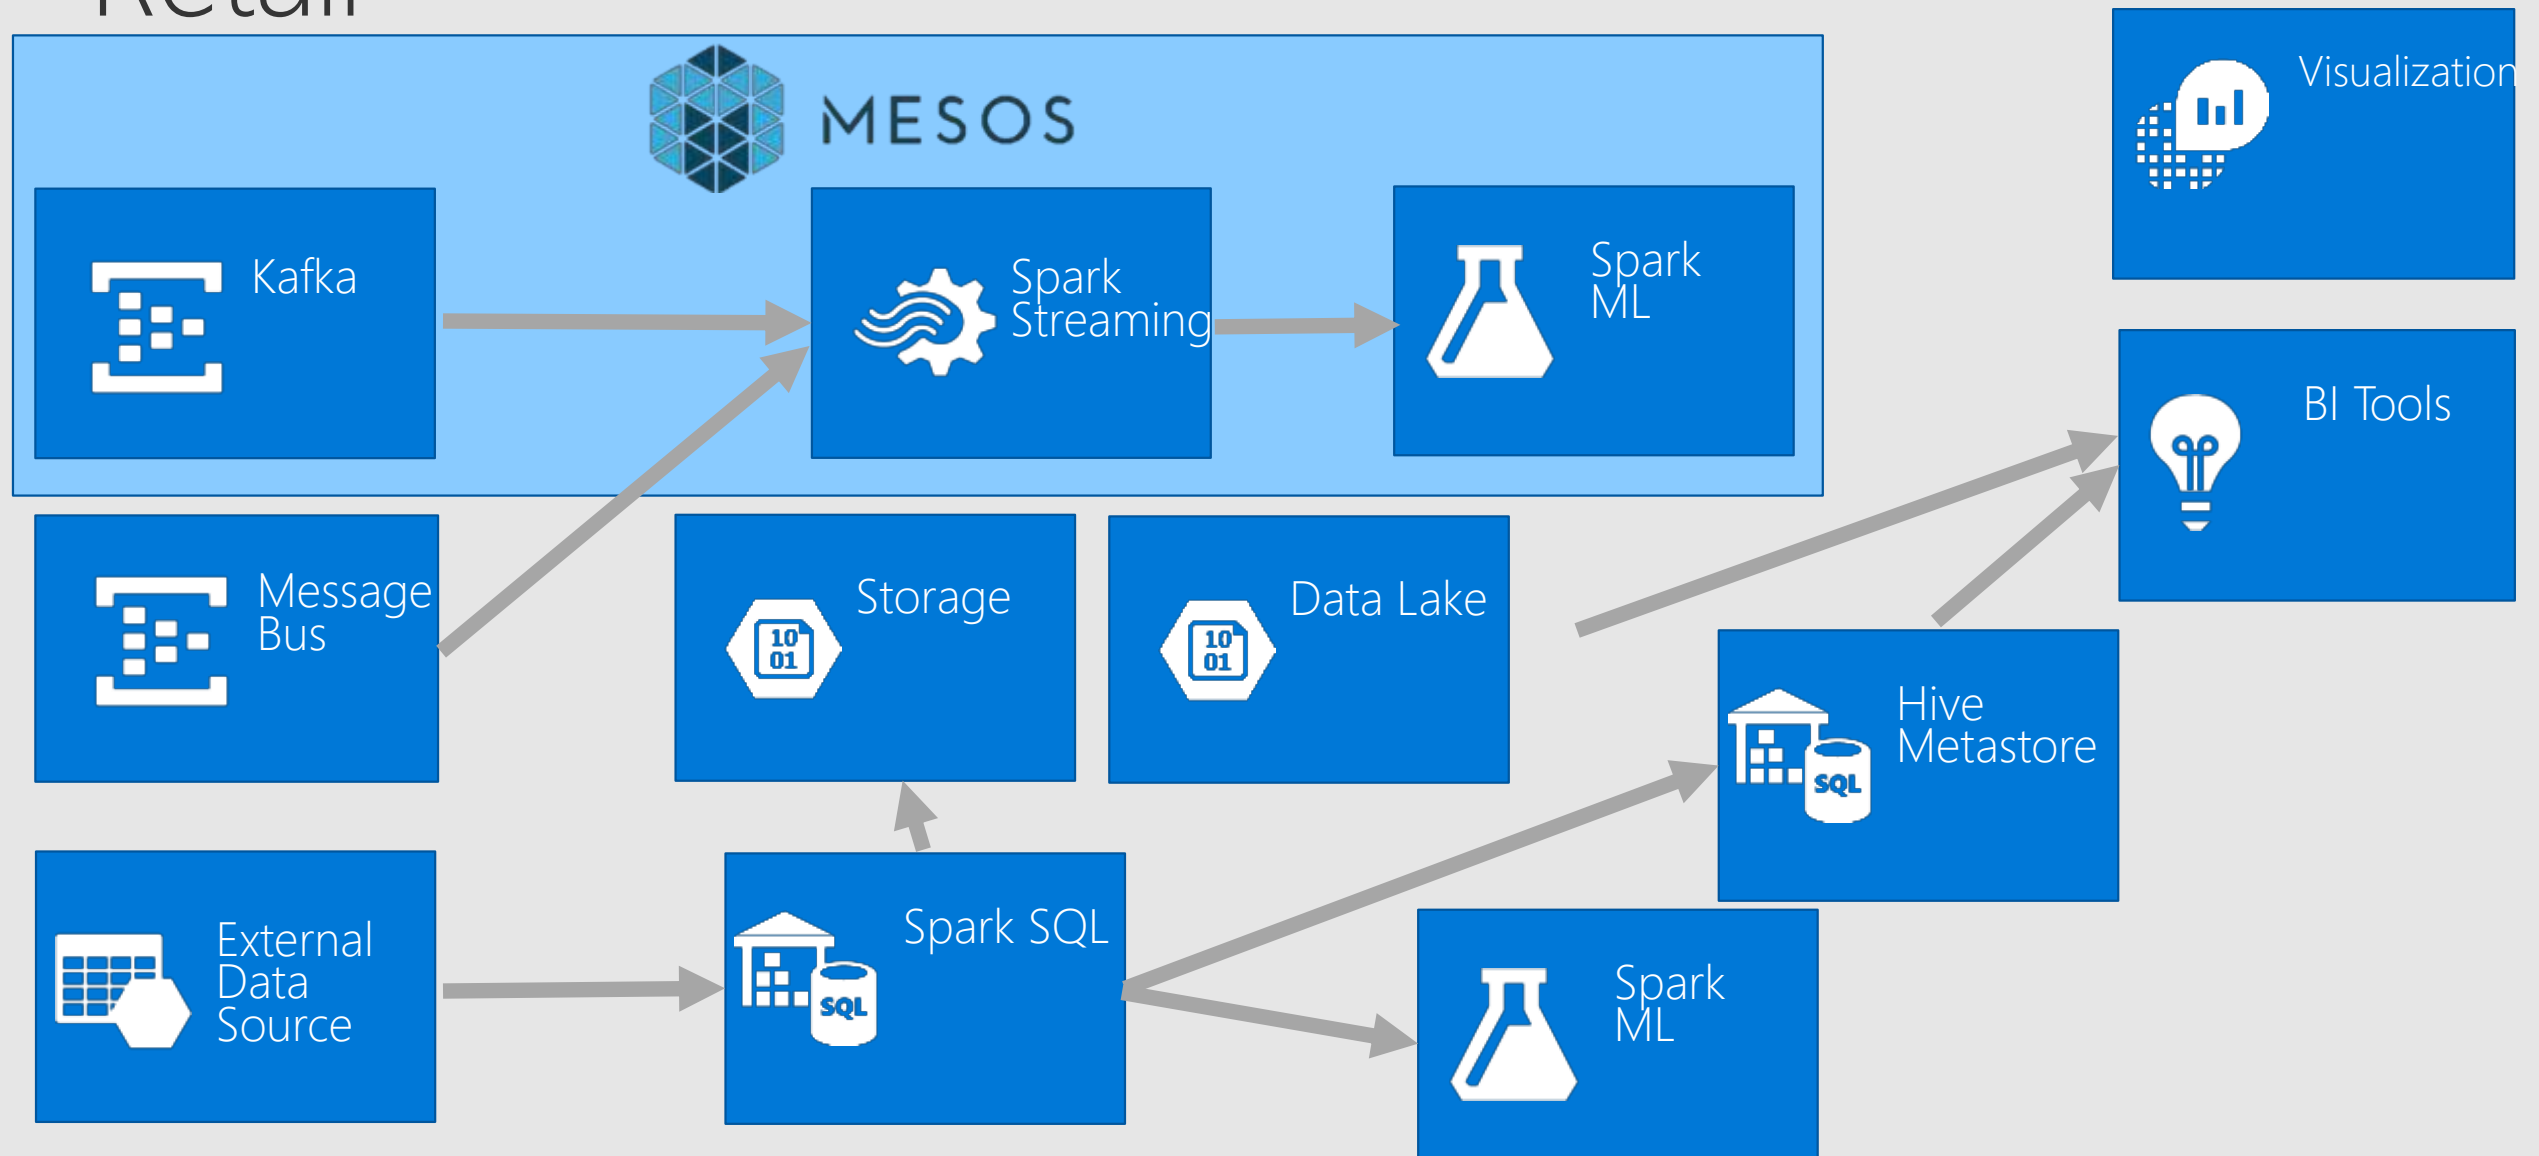 Retail
MESOS
Visualization
Kafka
Spark
Streaming
Spark
ML
BI Tools
Message
Bus
Storage
10
01
Data Lake
10
01
Hive
Metastore
SQL
External
Data
Source
Spark SQL
SQL
Spark
ML